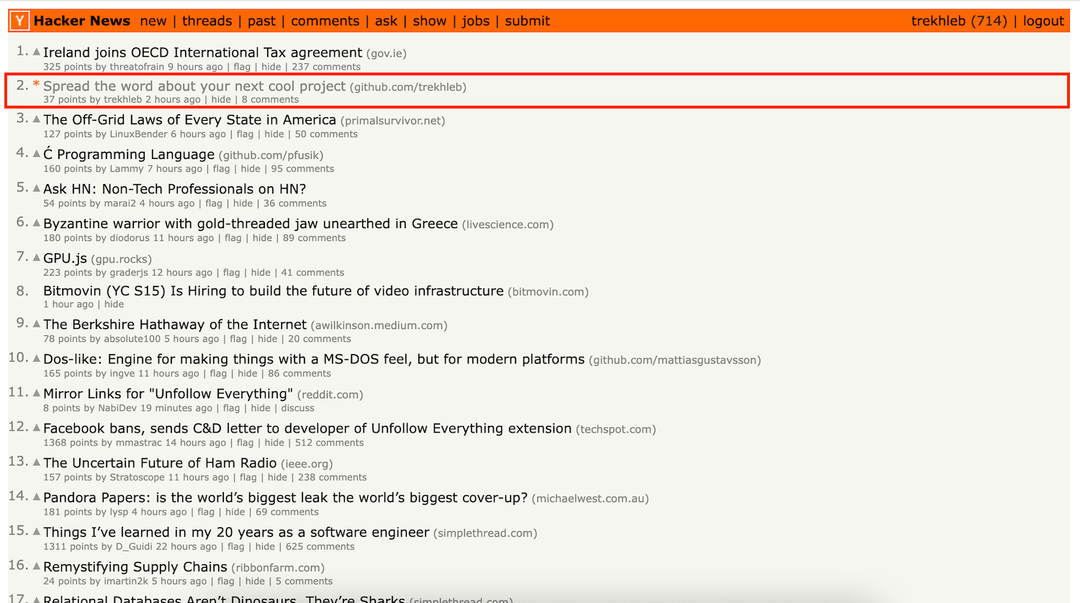 Y Hacker News new | threads | past | comments | ask | show | jobs | submit trekhleb (714) | logout
1. Ireland joins OECD International Tax agreement (gov.ie)
325 points by threatofrain 9 hours ago | flag | hide | 237 comments
2. * Spread the word about your next cool project (github.com/trekhleb)
37 points by trekhleb 2 hours ago | hide | 8 comments
3. The Off-Grid Laws of Every State in America (primalsurvivor.net)
127 points by LinuxBender 6 hours ago | flag | hide | 50 comments
4. Ć Programming Language (github.com/pfusik)
160 points by Lammy 7 hours ago | flag | hide | 95 comments
5. Ask HN: Non-Tech Professionals on HN?
54 points by marai2 4 hours ago | flag | hide | 36 comments
6. Byzantine warrior with gold-threaded jaw unearthed in Greece (livescience.com)
180 points by diodorus 11 hours ago | flag | hide | 89 comments
7. GPU.js (gpu.rocks)
223 points by graderjs 12 hours ago | flag | hide | 41 comments
8. Bitmovin (YC S15) Is Hiring to build the future of video infrastructure (bitmovin.com)
1 hour ago | hide
9. The Berkshire Hathaway of the Internet (awilkinson.medium.com)
78 points by absolute100 5 hours ago | flag | hide | 20 comments
10. Dos-like: Engine for making things with a MS-DOS feel, but for modern platforms (github.com/mattiasgustavsson)
165 points by ingve 11 hours ago | flag | hide | 86 comments
11. Mirror Links for "Unfollow Everything" (reddit.com)
8 points by NabiDev 19 minutes ago | flag | hide | discuss
12. Facebook bans, sends C&D letter to developer of Unfollow Everything extension (techspot.com)
1368 points by mmastrac 14 hours ago | flag | hide | 512 comments
13. The Uncertain Future of Ham Radio (ieee.org)
157 points by Stratoscope 11 hours ago | flag | hide | 238 comments
14. Pandora Papers: is the world’s biggest leak the world’s biggest cover-up? (michaelwest.com.au)
181 points by lysp 4 hours ago | flag | hide | 69 comments
15. Things I’ve learned in my 20 years as a software engineer (simplethread.com)
1311 points by D_Guidi 22 hours ago | flag | hide | 625 comments
16. Remystifying Supply Chains (ribbonfarm.com)
24 points by imartin2k 5 hours ago | flag | hide | 5 comments
17. Relational Databases Aren’t Dinosaurs, They’re Sharks (simplethread.com)